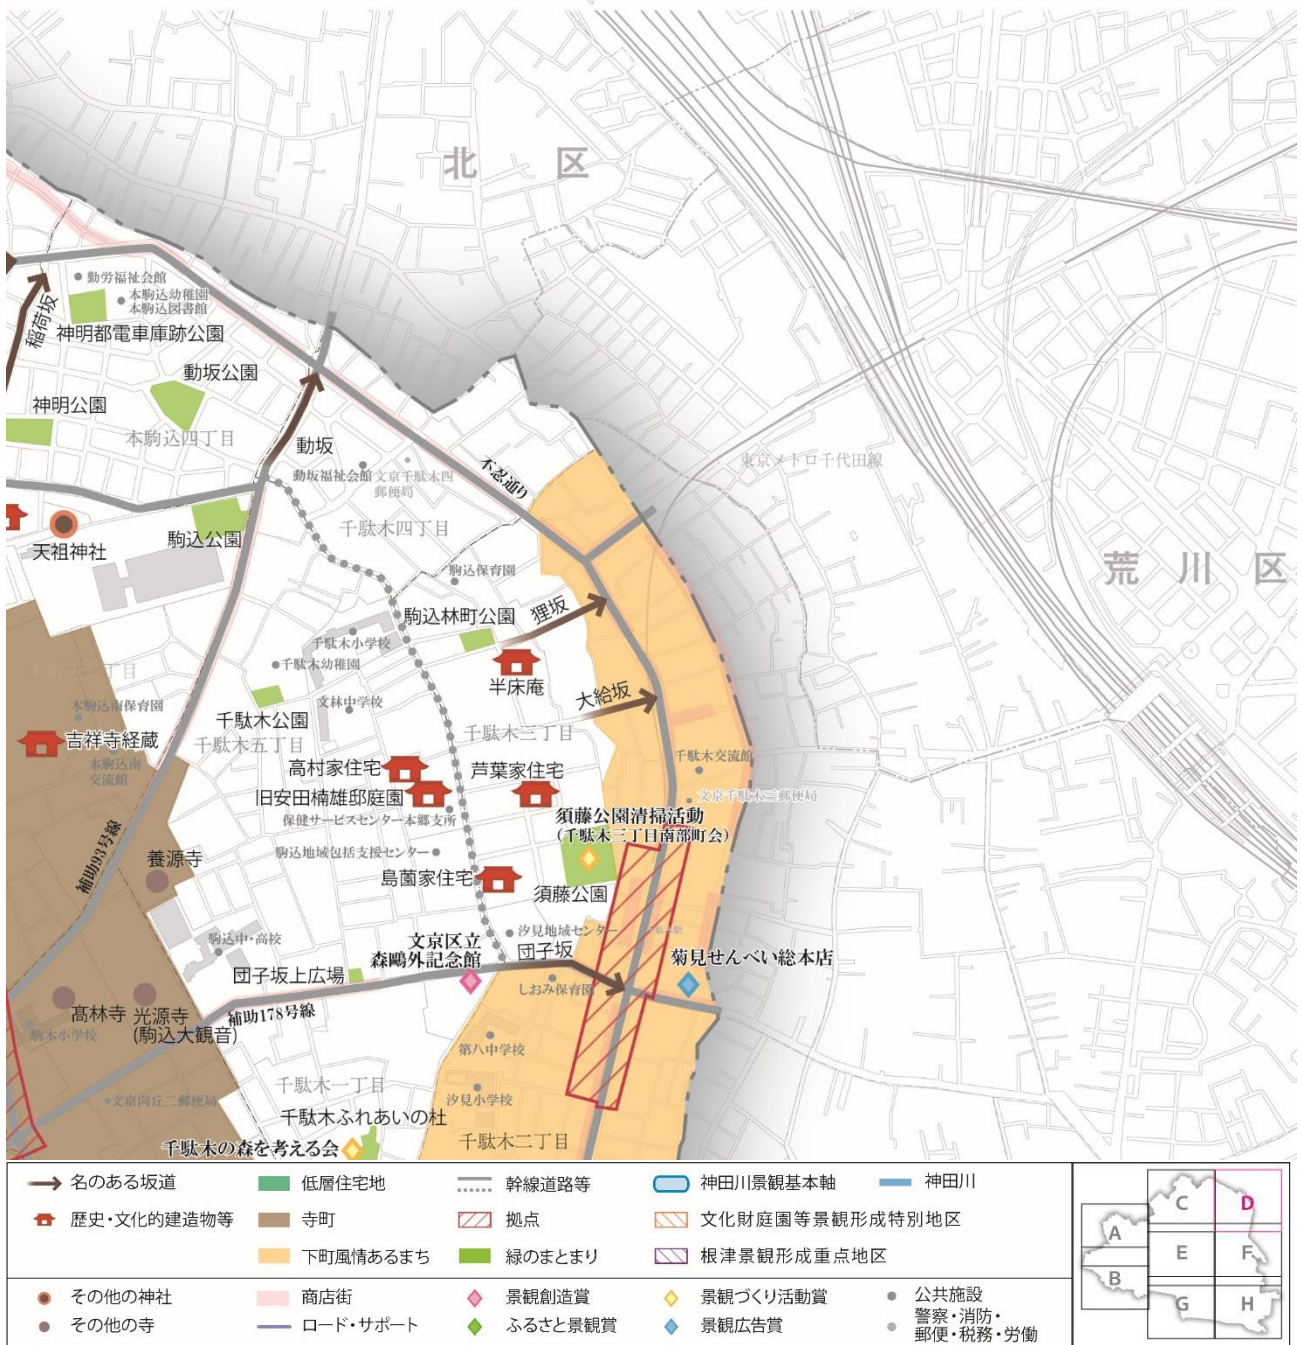 北区
勤労福祉会館
本駒込幼稚園
本駒込図書館
稲荷坂
神明都電車庫跡公園
動坂公園
神明公園
本駒込四丁目
動坂
動坂福祉会館
文京千駄木四
郵便局
不忍通り
東京メトロ千代田線
荒川区
天祖神社
駒込公園
千駄木四丁目
駒込保育園
駒込林町公園
狸坂
千駄木小学校
千駄木幼稚園
半床庵
大給坂
文林中学校
本駒込南保育園
千駄木公園
千駄木三丁目
吉祥寺経蔵
千駄木五丁目
本駒込南
交流館
高村家住宅
芦葉家住宅
千駄木交流館
旧安田楠雄邸庭園
文京千駄木三郵便局
保健サービスセンター本郷支所
須藤公園清掃活動
(千駄木三丁目南部町会)
補助93号線
養源寺
駒込地域包括支援センター
島薗家住宅
須藤公園
駒込中・高校
汐見地域センター
文京区立
森鷗外記念館
団子坂
菊見せんべい総本店
団子坂上広場
しおみ保育園
髙林寺
光源寺
(駒込大観音)
補助178号線
駒本小学校
第八中学校
千駄木一丁目
文京向丘二郵便局
汐見小学校
千駄木ふれあいの杜
千駄木の森を考える会
千駄木二丁目
名のある坂道
低層住宅地
幹線道路等
神田川景観基本軸
神田川
歴史・文化的建造物等
寺町
拠点
文化財庭園等景観形成特別地区
下町風情あるまち
緑のまとまり
根津景観形成重点地区
その他の神社
商店街
景観創造賞
景観づくり活動賞
公共施設
その他の寺
ロード・サポート
ふるさと景観賞
景観広告賞
警察・消防・
郵便・税務・労働
C
D
A
E
F
B
G
H